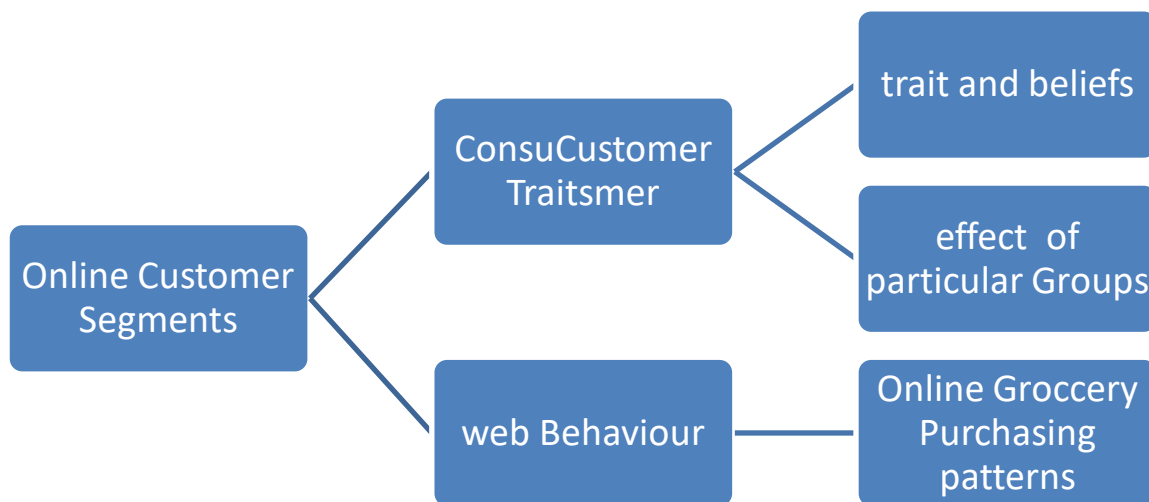 Online Customer
Segments
ConsuCustomer
Traitsmer
trait and beliefs
effect  of
particular Groups
web Behaviour
Online Groccery
Purchasing
patterns